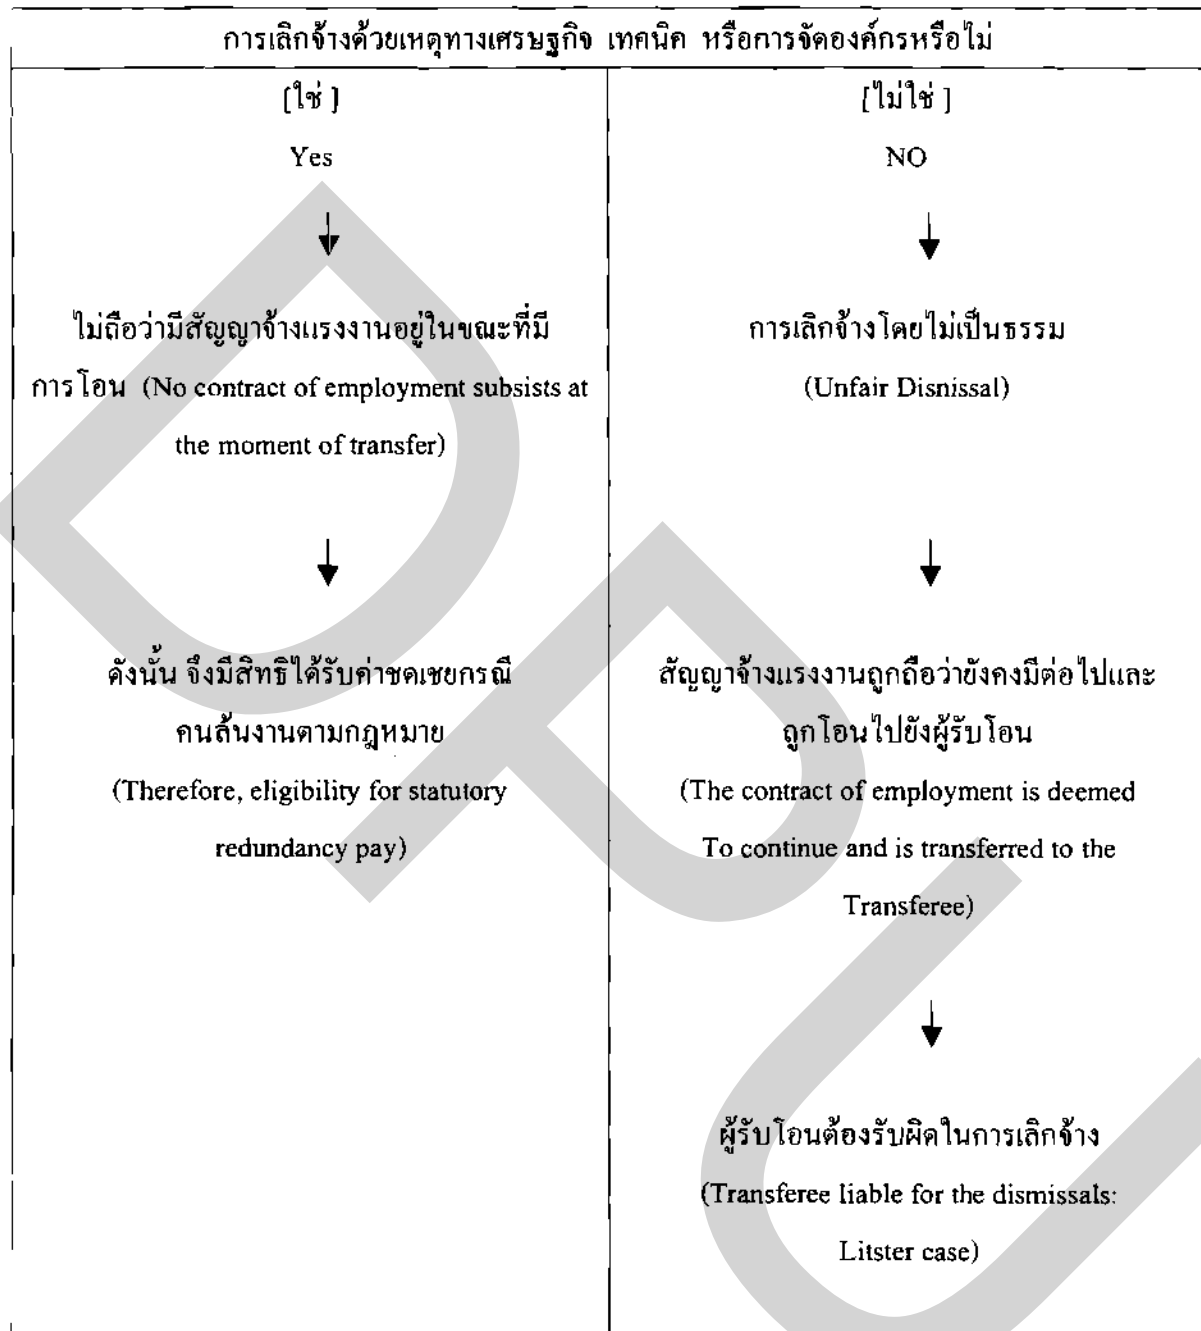 การเลิกจ้างด้วยเหตุทางเศรษฐกิจ เทคนิค หรือการจัดองค์กรหรือไม่
[ใช่ ]
Yes
ไม่ถือว่ามีสัญญาจ้างแรงงานอยู่ในขณะที่มี
การโอน (No contract of employment subsists at
the moment of transfer)
ดังนั้น จึงมีสิทธิได้รับค่าชดเชยกรณี
คนล้นงานตามกฎหมาย
(Therefore, eligibility for statutory
redundancy pay)
[ไม่ใช่ ]
NO
การเลิกจ้างโดยไม่เป็นธรรม
(Unfair Disnissal)
สัญญาจ้างแรงงานถูกถือว่ายังคงมีต่อไปและ
ถูกโอนไปยังผู้รับโอน
(The contract of employment is deemed
To continue and is transferred to the
Transferee)
ผู้รับโอนต้องรับผิดในการเลิกจ้าง
(Transferee liable for the dismissals:
Litster case)
DPU